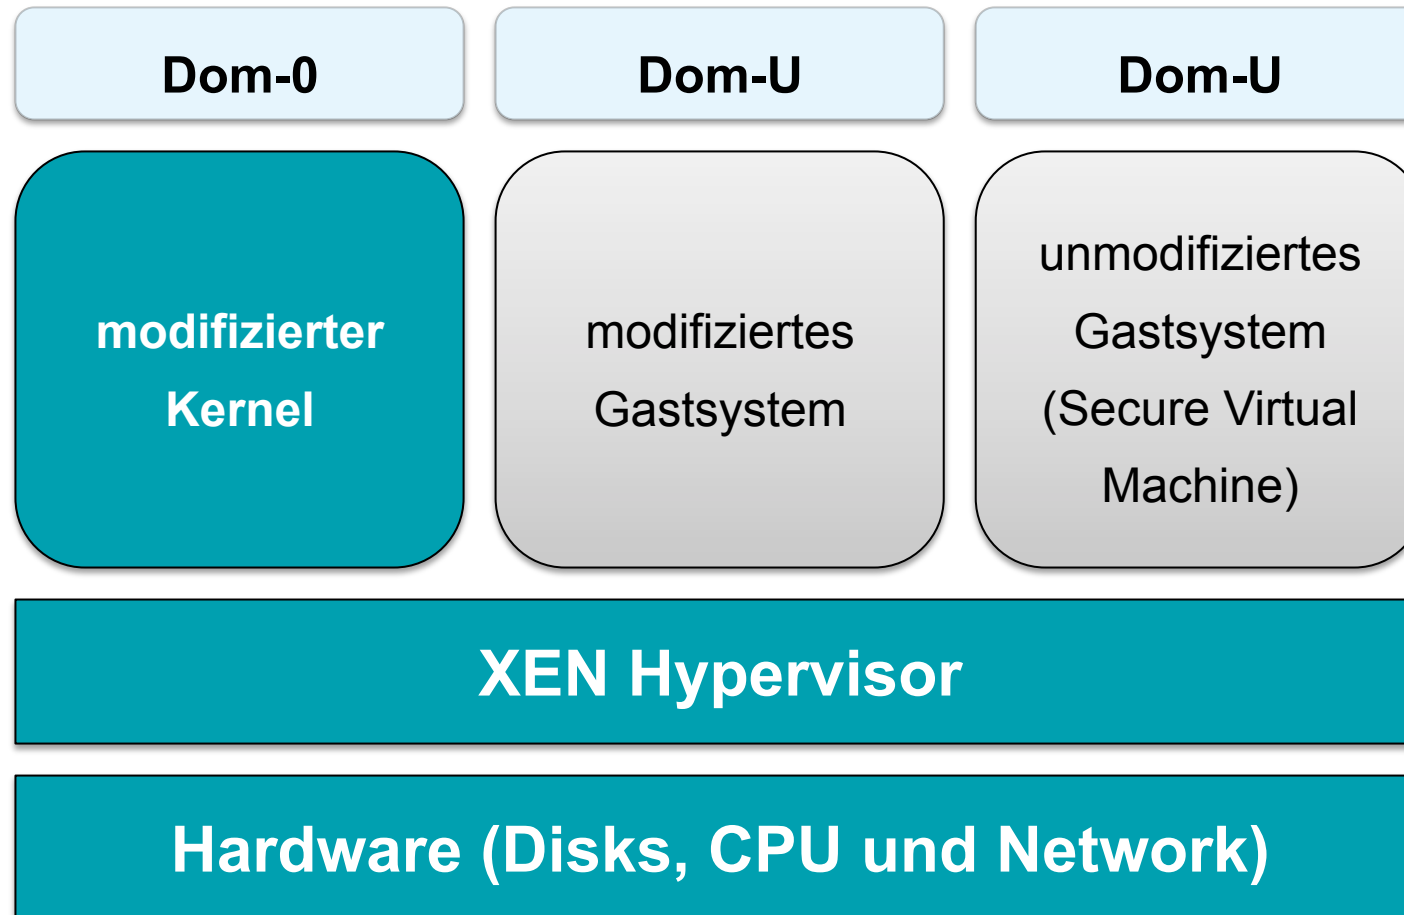 Dom-0
Dom-U
Dom-U
modifizierter
Kernel
modifiziertes
Gastsystem
unmodifiziertes
Gastsystem
(Secure Virtual
Machine)
XEN Hypervisor
Hardware (Disks, CPU und Network)